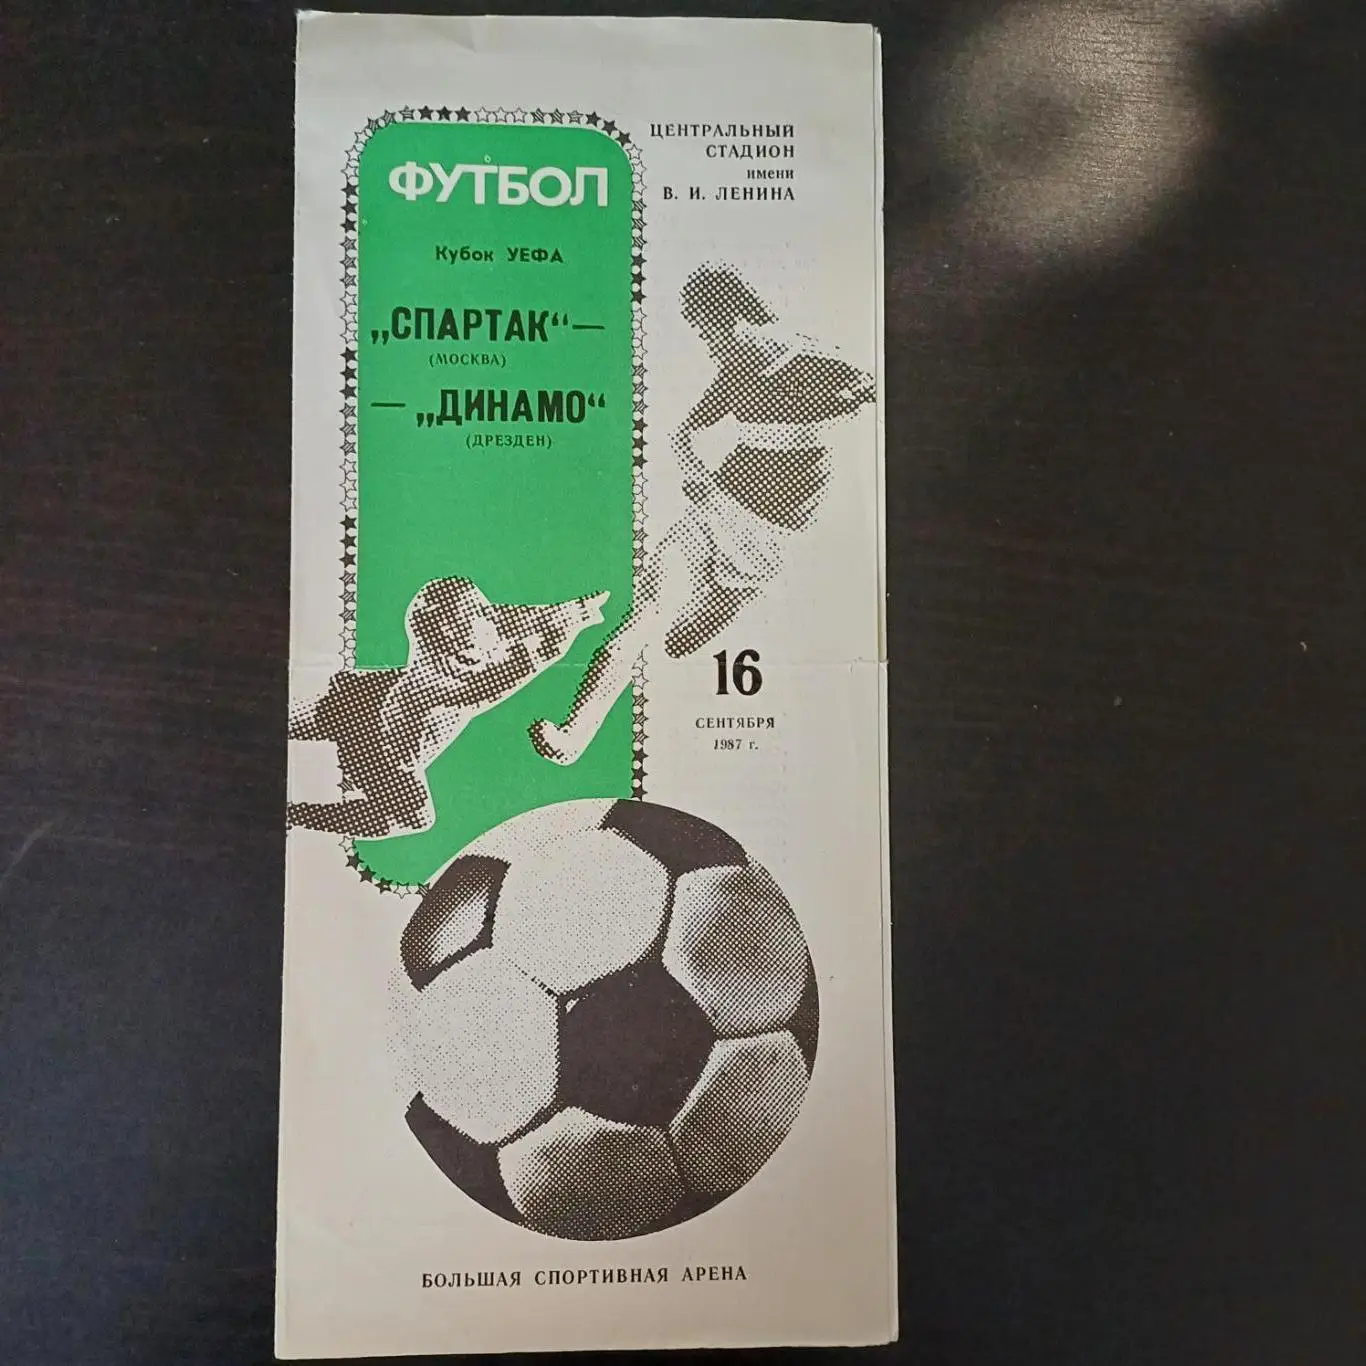 ФУТБОЛ
Кубок УЕФА
„СПАРТАК“—
(МОСКВА)
— „ДИНАМО“
(ДРЕЗДЕН)
ЦЕНТРАЛЬНЫЙ
СТАДИОН
имени
В. И. ЛЕНИНА
16
СЕНТЯБРЯ
1987 г.
БОЛЬШАЯ СПОРТИВНАЯ АРЕНА